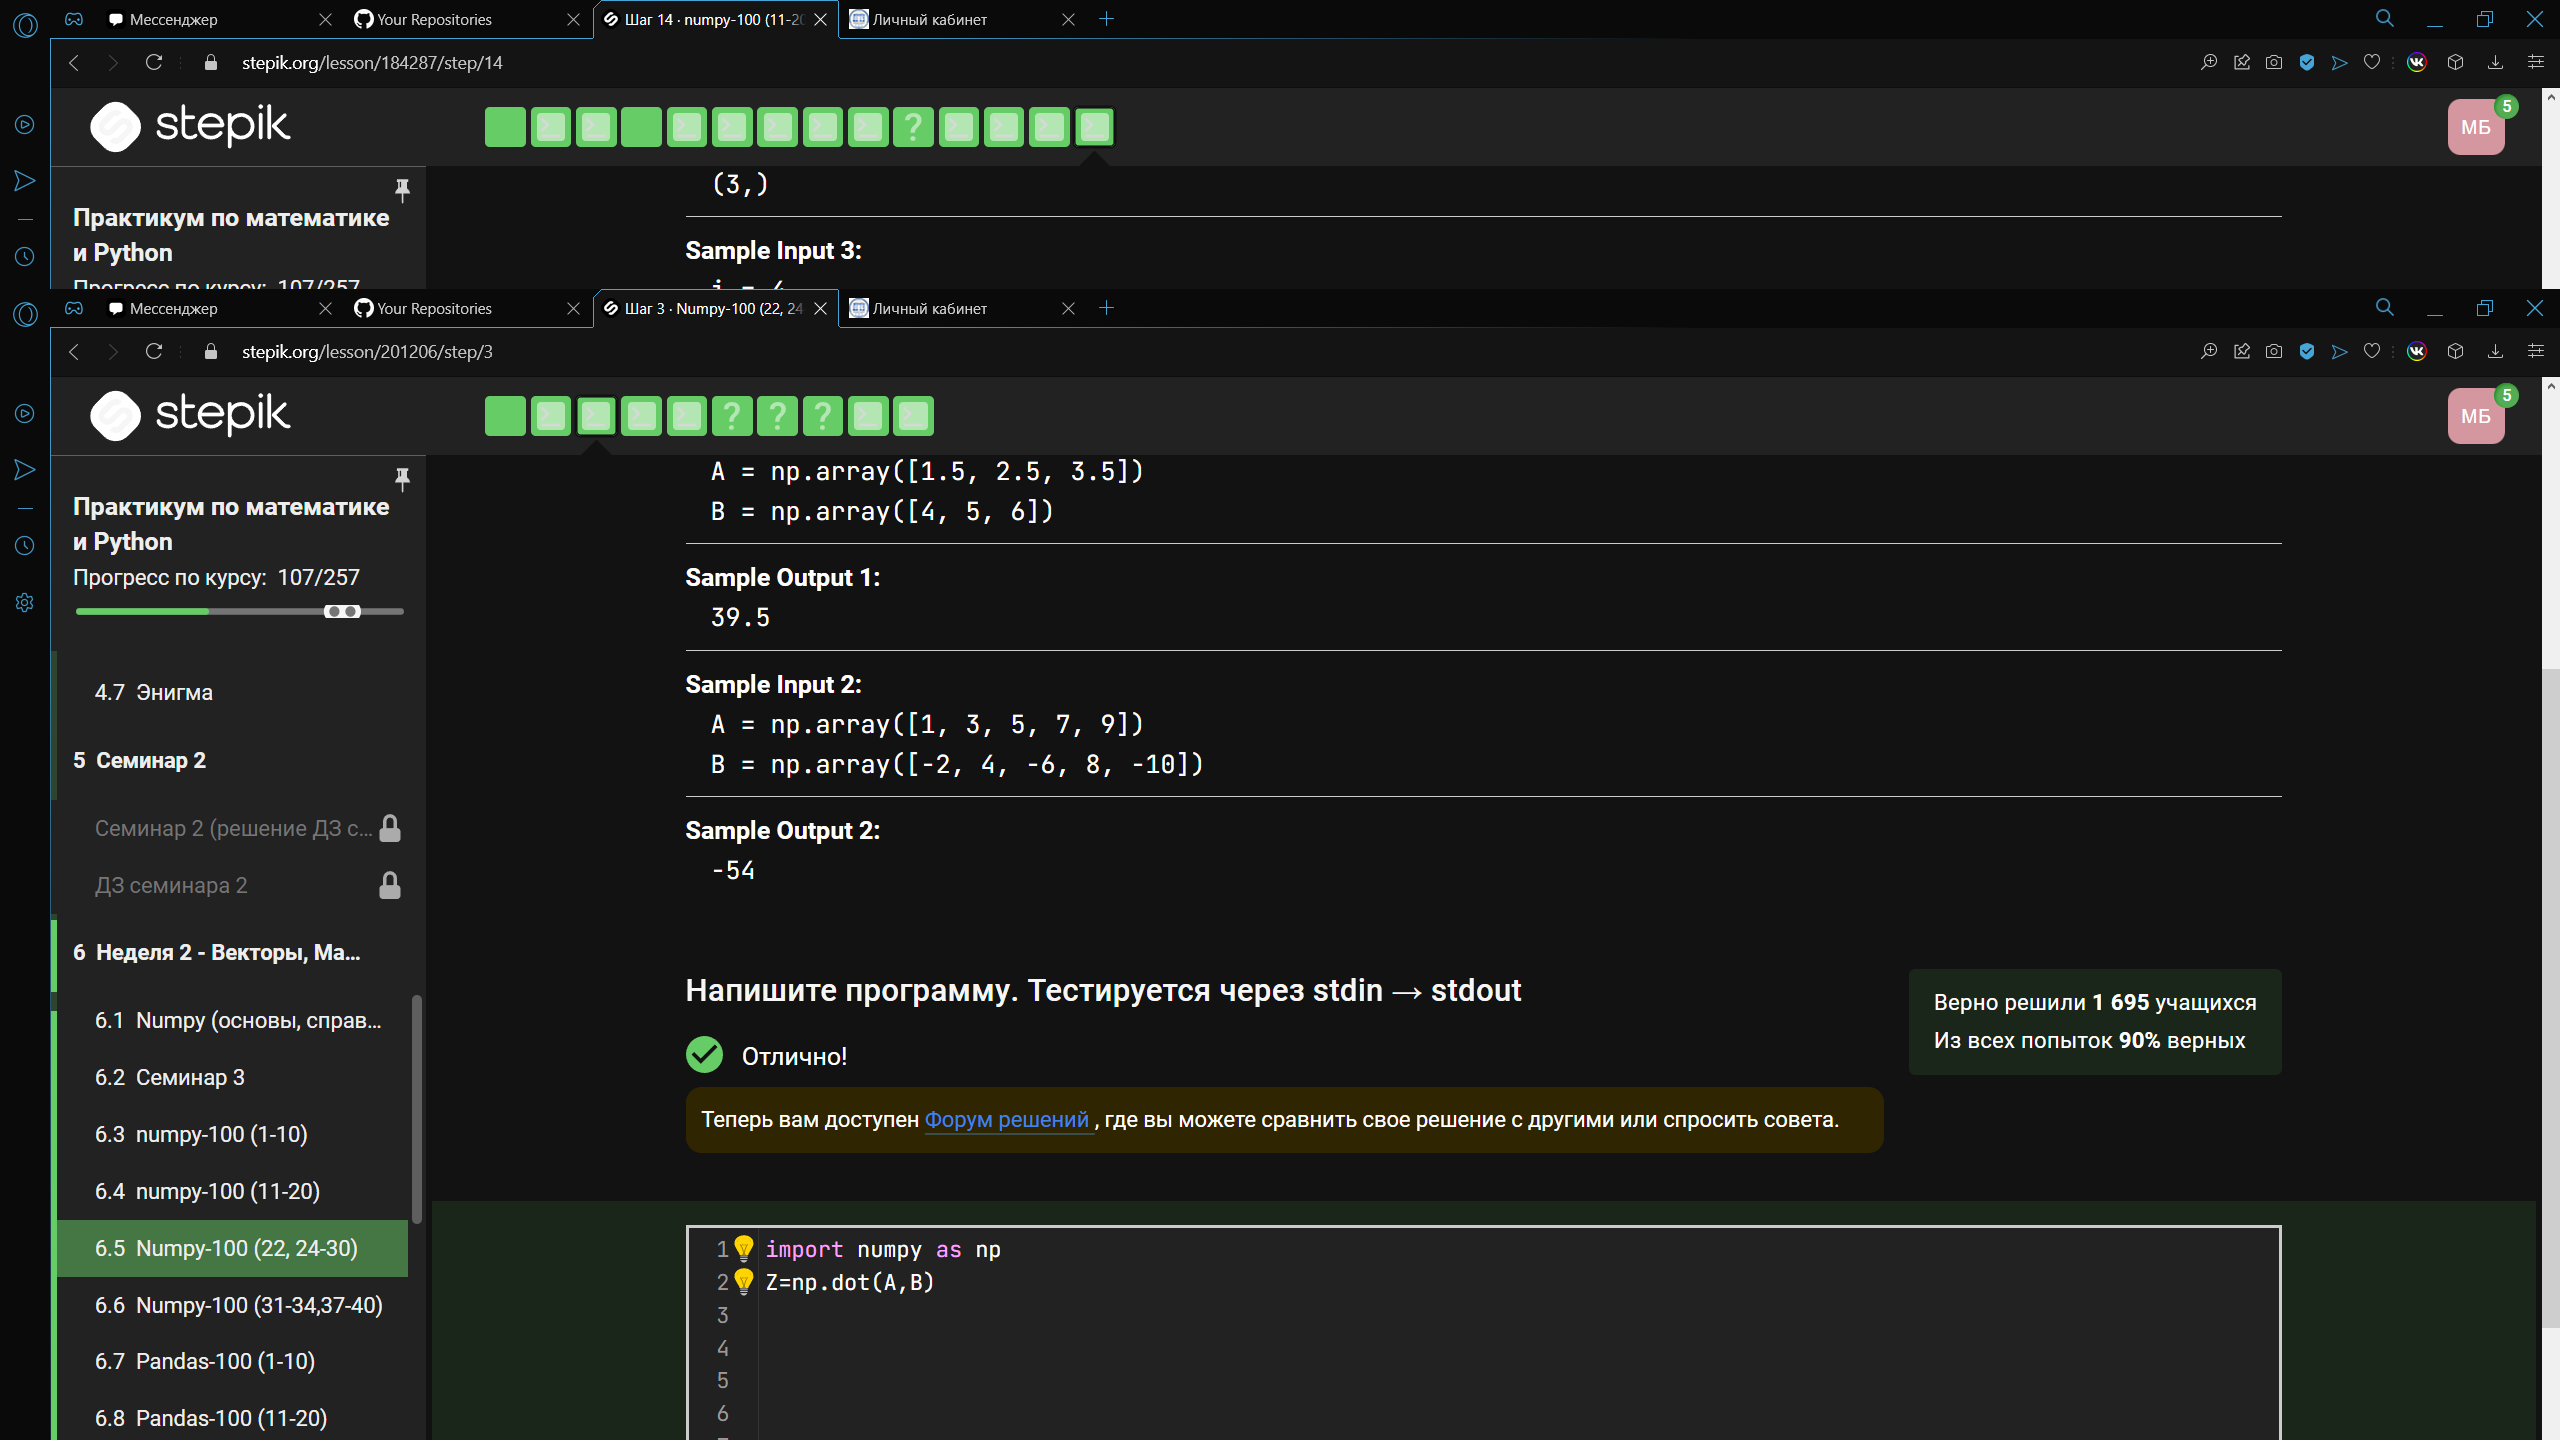 Мессенджер
Your Repositories
Шаг 14 · numpy-100 (11-20
Личный кабинет
stepik.org/lesson/184287/step/14
stepik
?
МБ
5
Практикум по математике
и Python
Прогресс по курсу: 107/257
(3,)
Sample Input 3:
i = 4
Мессенджер
Your Repositories
Шаг 3 · Numpy-100 (22, 24
Личный кабинет
stepik.org/lesson/201206/step/3
stepik
? ? ?
МБ
5
Практикум по математике
и Python
Прогресс по курсу: 107/257
4.7 Энигма
5 Семинар 2
Семинар 2 (решение ДЗ с...
ДЗ семинара 2
6 Неделя 2 - Векторы, Ма...
6.1 Numpy (основы, справ...
6.2 Семинар 3
6.3 numpy-100 (1-10)
6.4 numpy-100 (11-20)
6.5 Numpy-100 (22, 24-30)
6.6 Numpy-100 (31-34,37-40)
6.7 Pandas-100 (1-10)
6.8 Pandas-100 (11-20)
A = np.array([1.5, 2.5, 3.5])
B = np.array([4, 5, 6])
Sample Output 1:
39.5
Sample Input 2:
A = np.array([1, 3, 5, 7, 9])
B = np.array([-2, 4, -6, 8, -10])
Sample Output 2:
-54
Напишите программу. Тестируется через stdin → stdout
Верно решили 1 695 учащихся
Из всех попыток 90% верных
Отлично!
Теперь вам доступен Форум решений, где вы можете сравнить свое решение с другими или спросить совета.
1 import numpy as np
2 Z=np.dot(A,B)
3
4
5
6